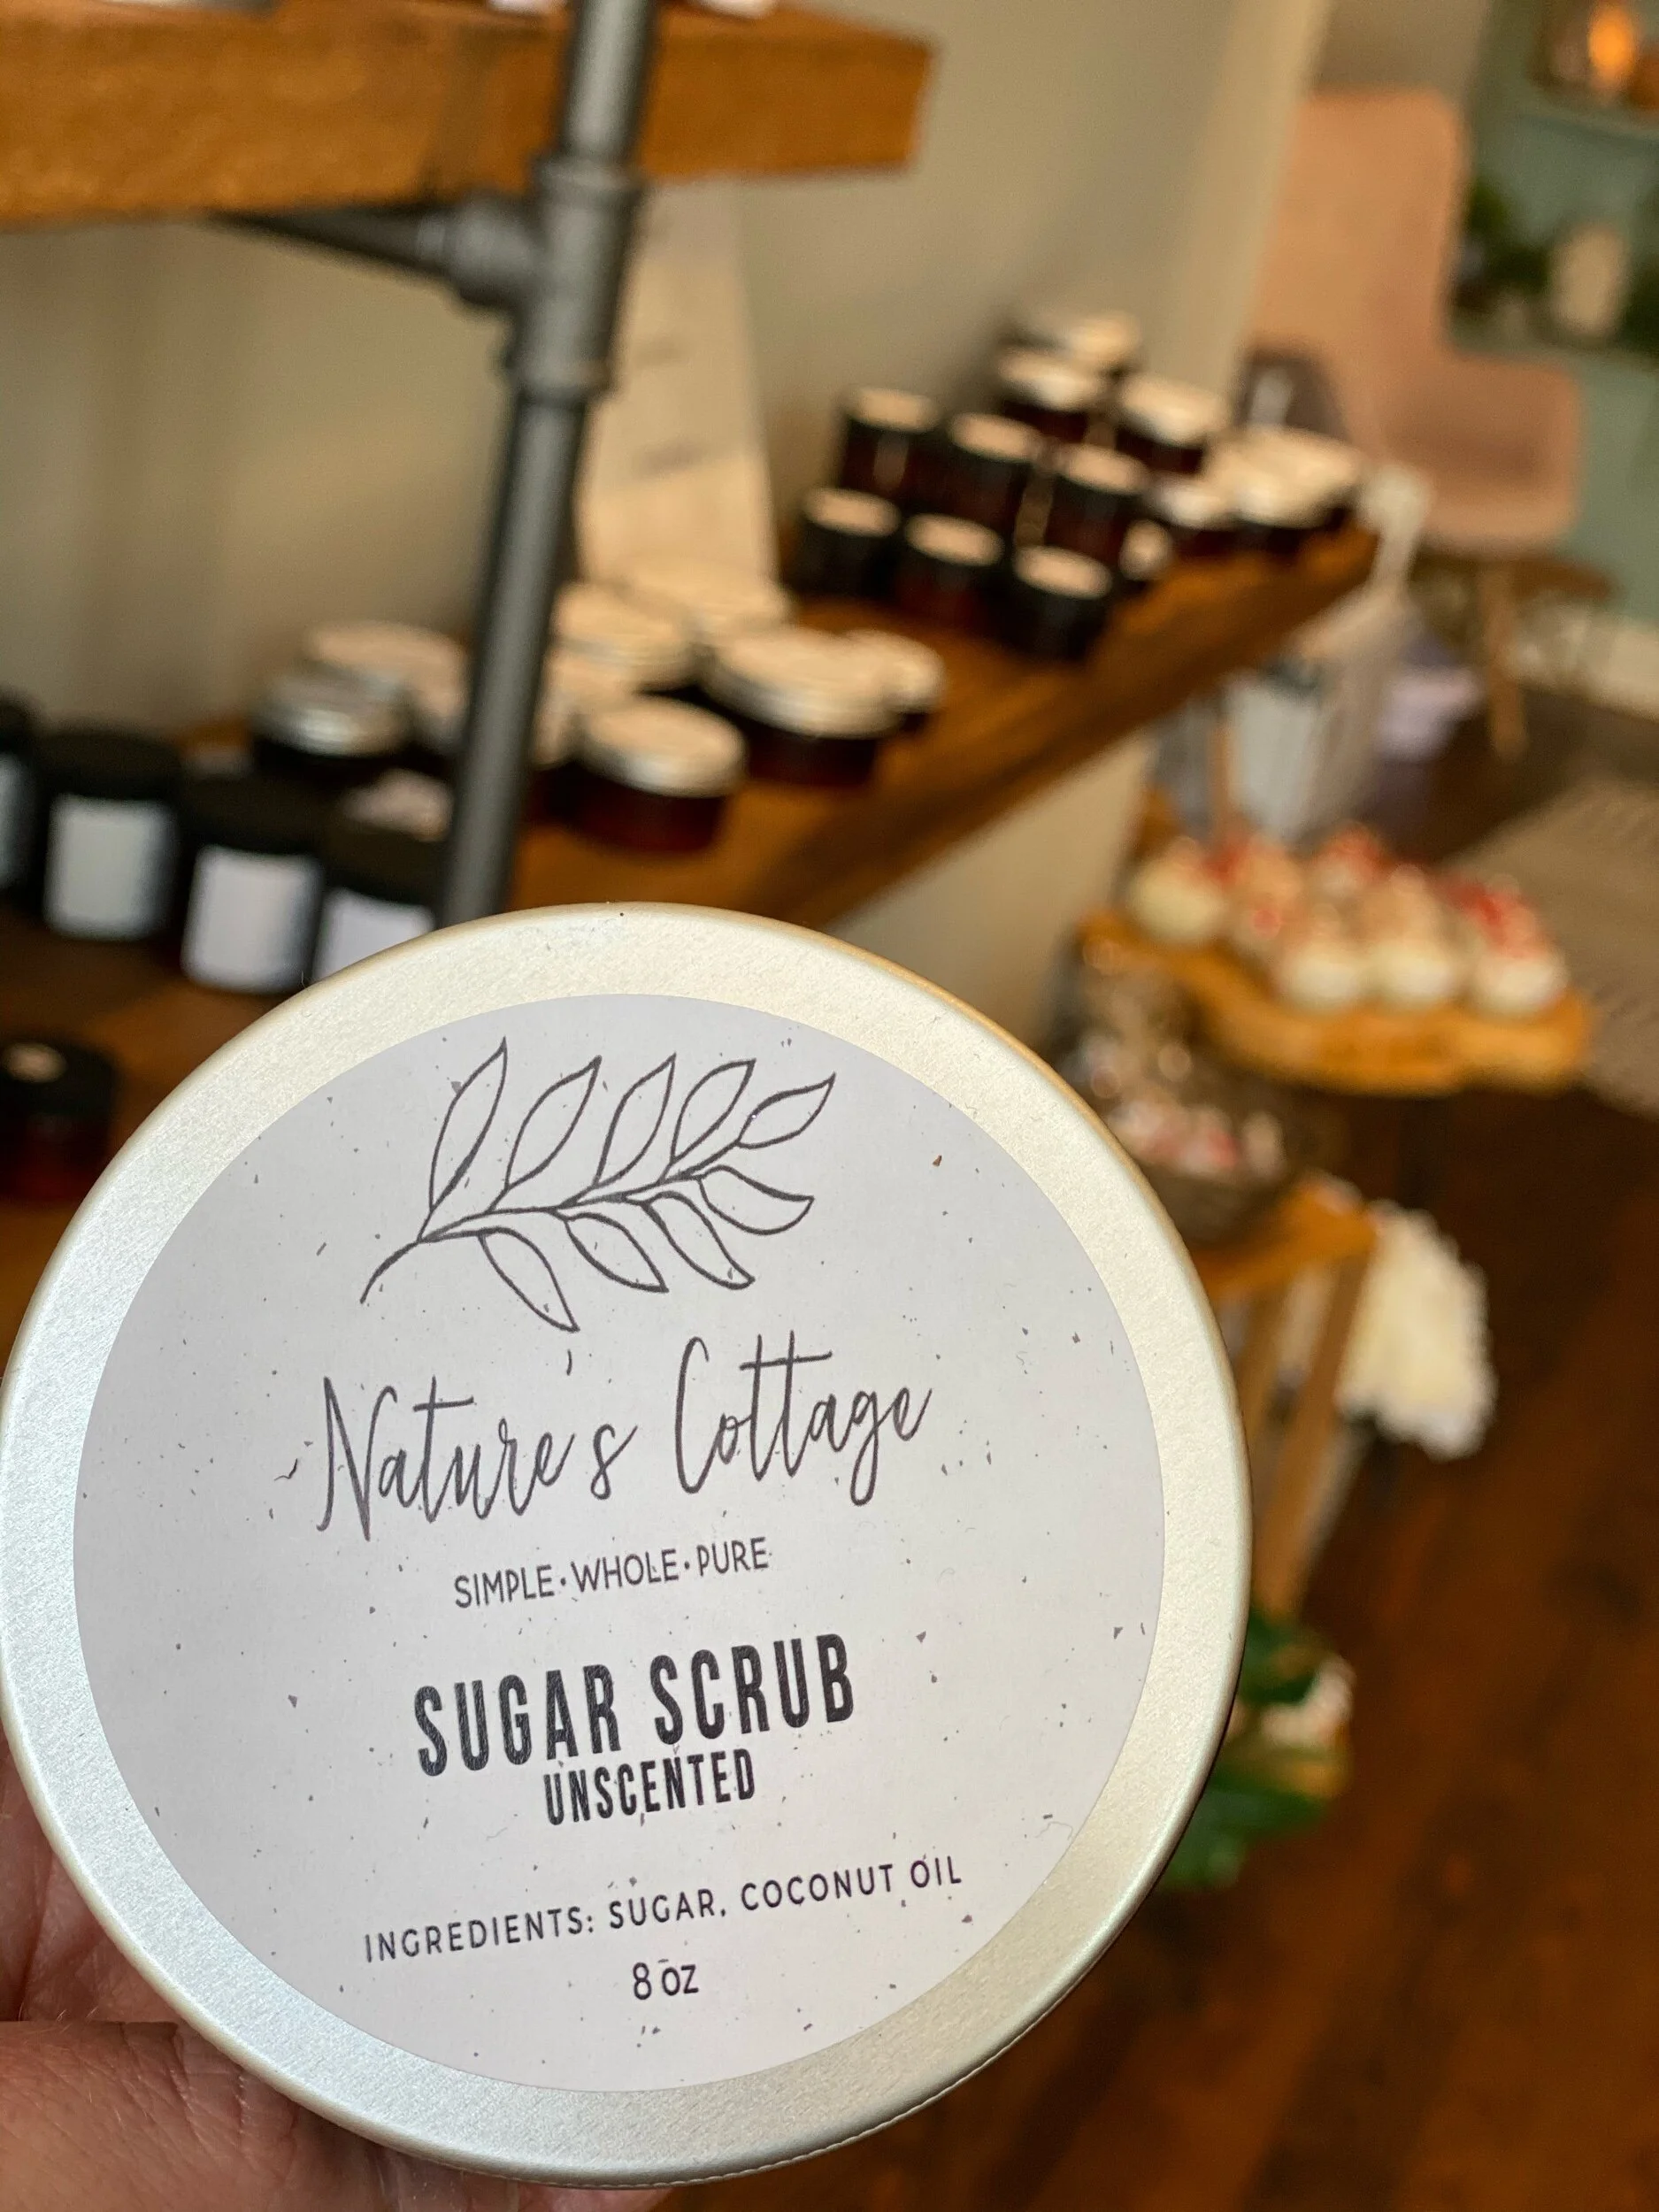 Nature's Cottage
SIMPLE·WHOLE·PURE
SUGAR SCRUB
UNSCENTED
INGREDIENTS: SUGAR, COCONUT OIL
8 OZ